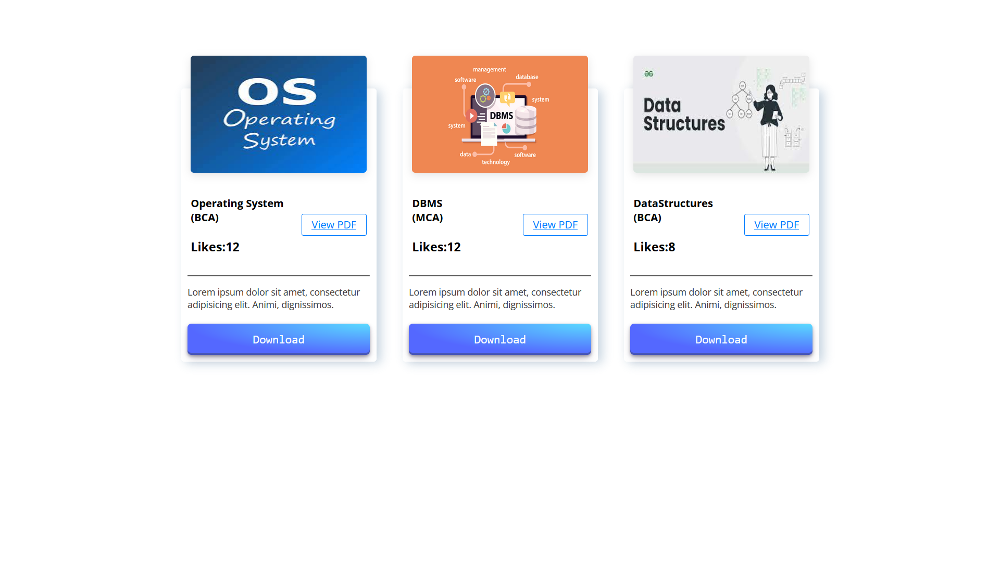 OS
Operating
System
Operating System
(BCA)
View PDF
Likes:12
Lorem ipsum dolor sit amet, consectetur
adipisicing elit. Animi, dignissimos.
Download
management
software
database
system
DBMS
system
data
software
technology
DBMS
(MCA)
View PDF
Likes:12
Lorem ipsum dolor sit amet, consectetur
adipisicing elit. Animi, dignissimos.
Download
Data
Structures
DataStructures
(BCA)
View PDF
Likes:8
Lorem ipsum dolor sit amet, consectetur
adipisicing elit. Animi, dignissimos.
Download